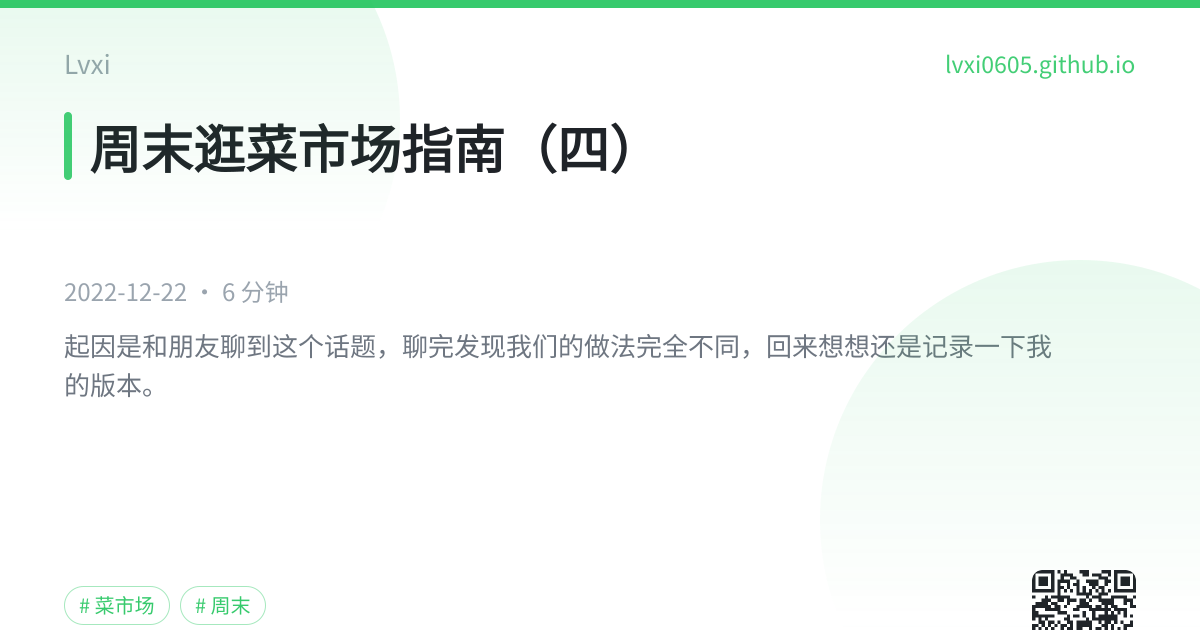 Lvxi
lvxi0605.github.io
周末逛菜市场指南（四）
2022-12-22 · 6 分钟
起因是和朋友聊到这个话题，聊完发现我们的做法完全不同，回来想想还是记录一下我
的版本。
# 菜市场
# 周末